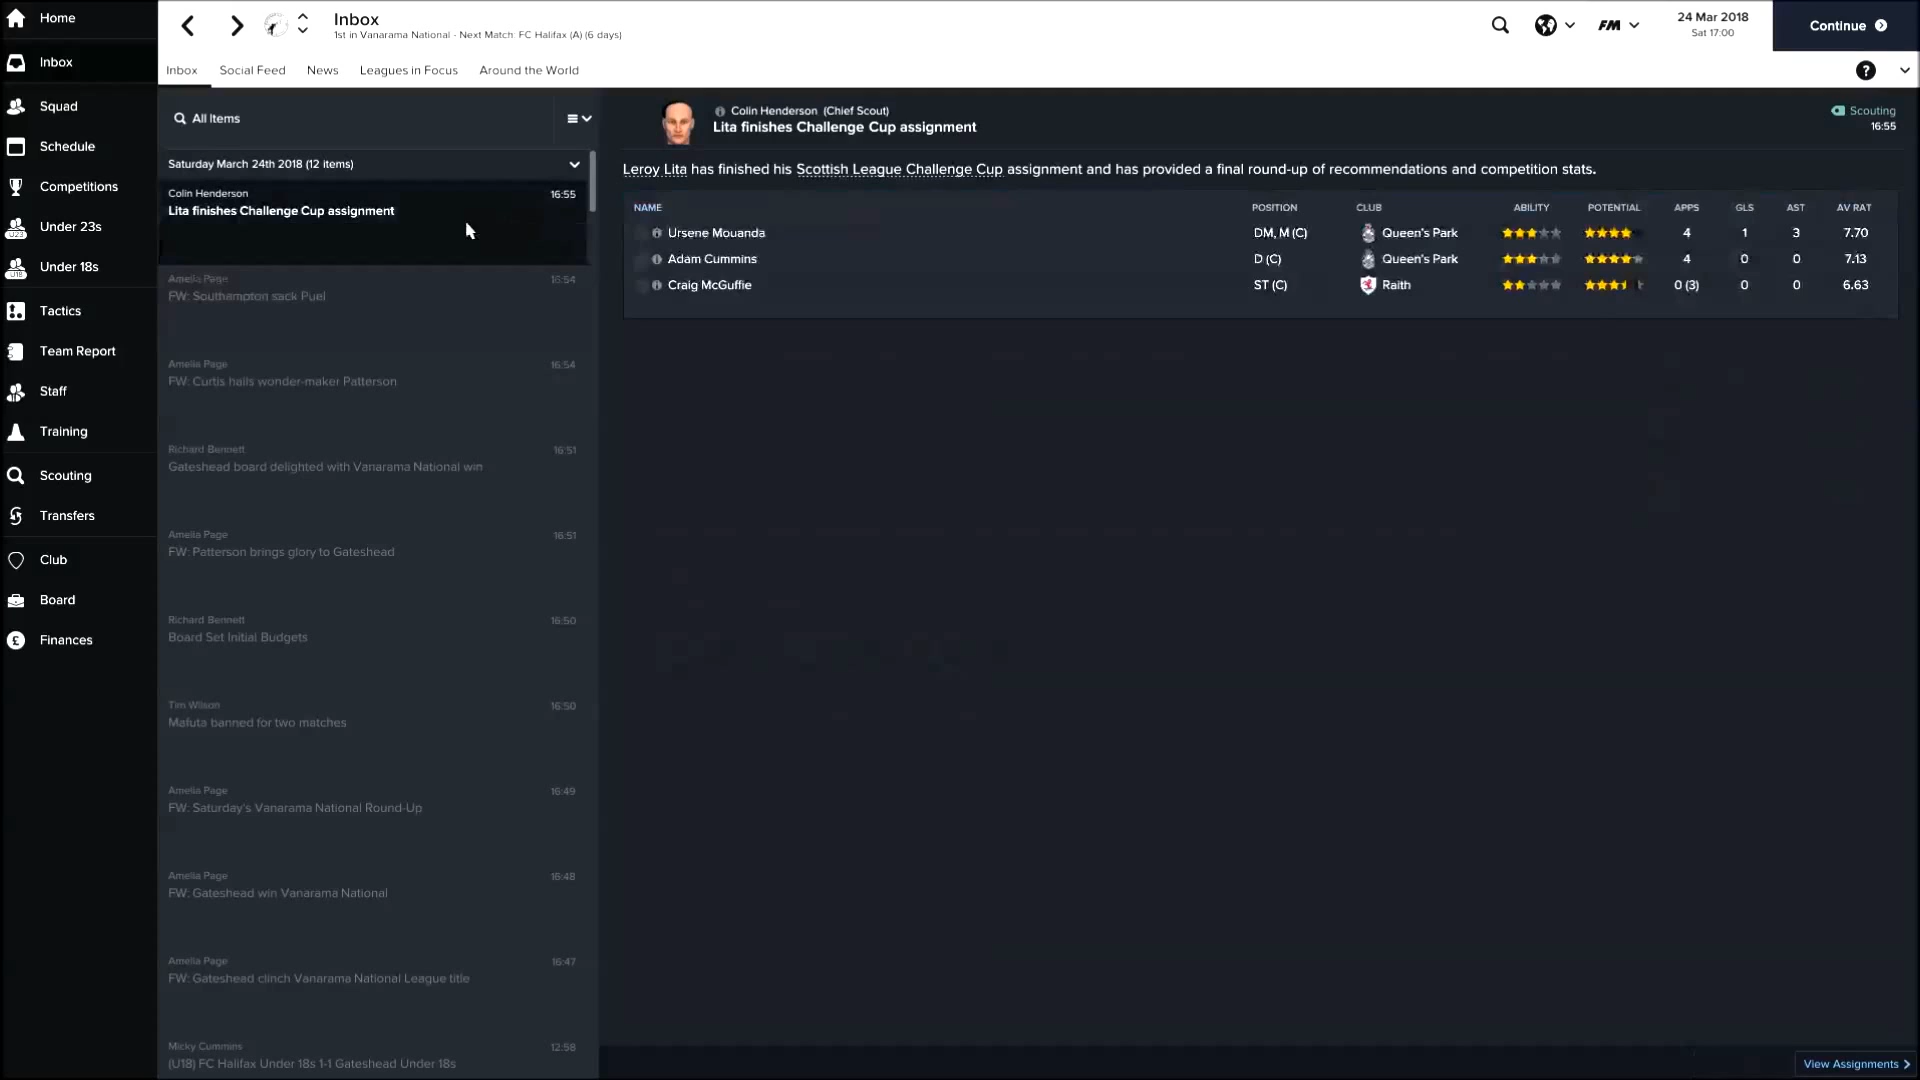 Home
Inbox
Squad
Schedule
Competitions
Under 23s
Under 18s
Tactics
Team Report
Staff
Training
Scouting
Transfers
Club
Board
Finances
Inbox
1st in Vanarama National - Next Match: FC Halifax (A) (6 days)
FM
24 Mar 2018
Sat 17:00
Continue
Inbox Social Feed News Leagues in Focus Around the World
All Items
Saturday March 24th 2018 (12 items)
Colin Henderson 16:55
Lita finishes Challenge Cup assignment
Amelia Page 16:54
FW: Southampton sack Puel
Amelia Page 16:54
FW: Curtis hails wonder-maker Patterson
Richard Bennett 16:51
Gateshead board delighted with Vanarama National win
Amelia Page 16:51
FW: Patterson brings glory to Gateshead
Richard Bennett 16:50
Board Set Initial Budgets
Tim Wilson 16:50
Mafuta banned for two matches
Amelia Page 16:49
FW: Saturday's Vanarama National Round-Up
Amelia Page 16:48
FW: Gateshead win Vanarama National
Amelia Page 16:47
FW: Gateshead clinch Vanarama National League title
Micky Cummins 12:58
(U18) FC Halifax Under 18s 1-1 Gateshead Under 18s
Colin Henderson (Chief Scout)
Lita finishes Challenge Cup assignment
Scouting
16:55
Leroy Lita has finished his Scottish League Challenge Cup assignment and has provided a final round-up of recommendations and competition stats.
NAME POSITION CLUB ABILITY POTENTIAL APPS GLS AST AV RAT
Ursene Mouanda DM, M (C) Queen's Park 4 1 3 7.70
Adam Cummins D (C) Queen's Park 4 0 0 7.13
Craig McGuffie ST (C) Raith 0 (3) 0 0 6.63
View Assignments